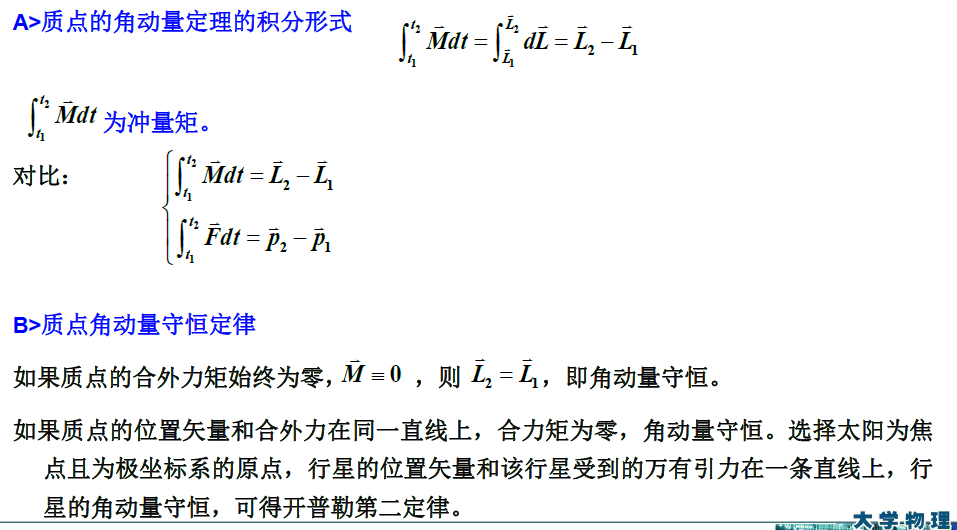 A>质点的角动量定理的积分形式 $\int_{t_1}^{t_2} \vec{M}dt = \int_{\vec{L}_1}^{\vec{L}_2} d\vec{L} = \vec{L}_2 - \vec{L}_1$
$\int_{t_1}^{t_2} \vec{M}dt$ 为冲量矩。
对比： $\begin{cases} \int_{t_1}^{t_2} \vec{M}dt = \vec{L}_2 - \vec{L}_1 \\ \int_{t_1}^{t_2} \vec{F}dt = \vec{p}_2 - \vec{p}_1 \end{cases}$
B>质点角动量守恒定律
如果质点的合外力矩始终为零，$\vec{M} \equiv 0$ ，则 $\vec{L}_2 = \vec{L}_1$，即角动量守恒。
如果质点的位置矢量和合外力在同一直线上，合力矩为零，角动量守恒。选择太阳为焦
点且为极坐标系的原点，行星的位置矢量和该行星受到的万有引力在一条直线上，行
星的角动量守恒，可得开普勒第二定律。
大学物理